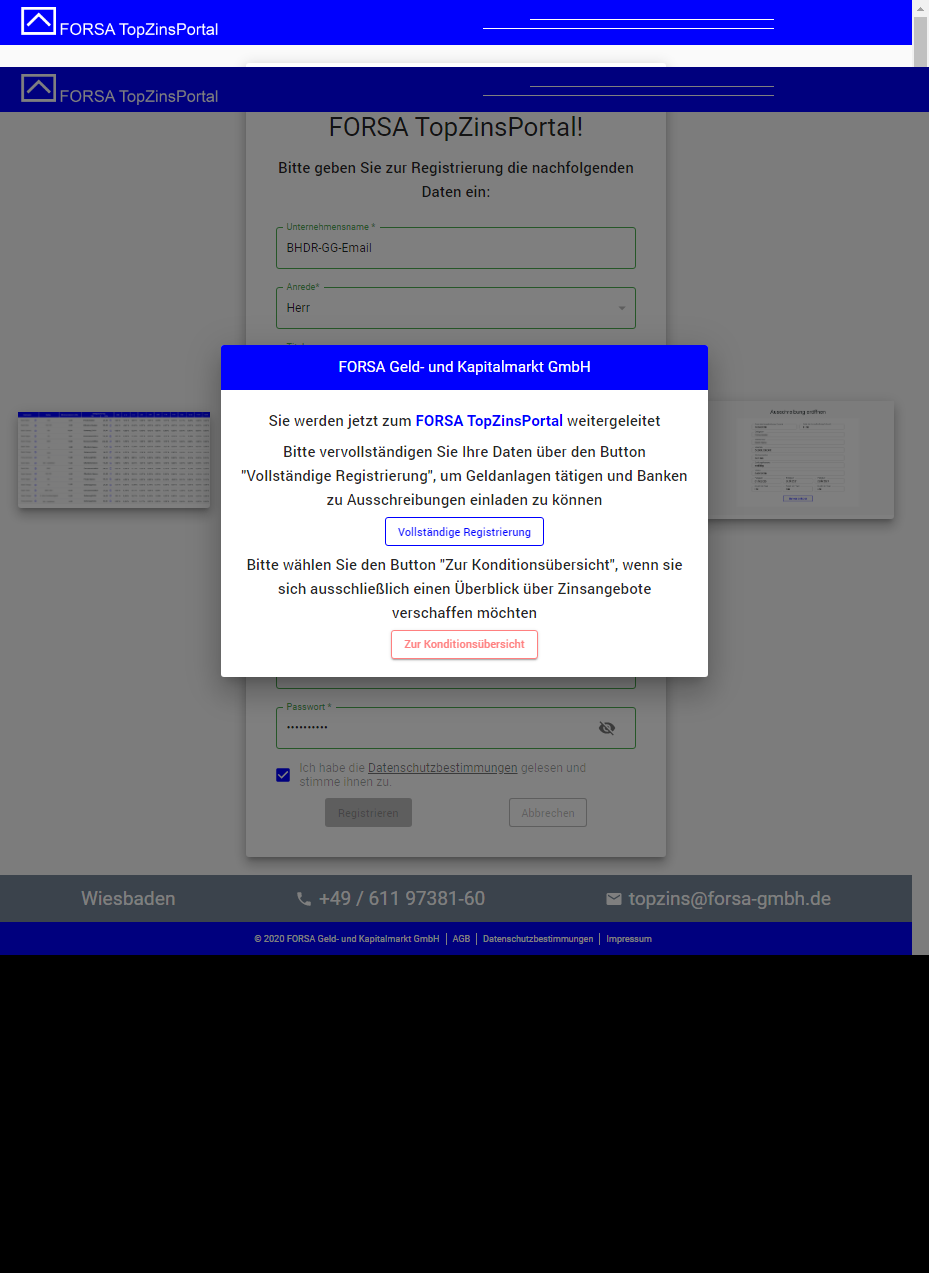 FORSA TopZinsPortal
FORSA TopZinsPortal
FORSA TopZinsPortal!
Bitte geben Sie zur Registrierung die nachfolgenden
Daten ein:
Unternehmensname *
BHDR-GG-Email
Anrede*
Herr
FORSA Geld- und Kapitalmarkt GmbH
Sie werden jetzt zum FORSA TopZinsPortal weitergeleitet
Bitte vervollständigen Sie Ihre Daten über den Button
"Vollständige Registrierung", um Geldanlagen tätigen und Banken
zu Ausschreibungen einladen zu können
Vollständige Registrierung
Bitte wählen Sie den Button "Zur Konditionsübersicht", wenn sie
sich ausschließlich einen Überblick über Zinsangebote
verschaffen möchten
Zur Konditionsübersicht
Ausschreibung eröffnen
Passwort *
Ich habe die Datenschutzbestimmungen gelesen und
stimme ihnen zu.
Registrieren
Abbrechen
Wiesbaden
+49 / 611 97381-60
topzins@forsa-gmbh.de
© 2020 FORSA Geld- und Kapitalmarkt GmbH | AGB | Datenschutzbestimmungen | Impressum